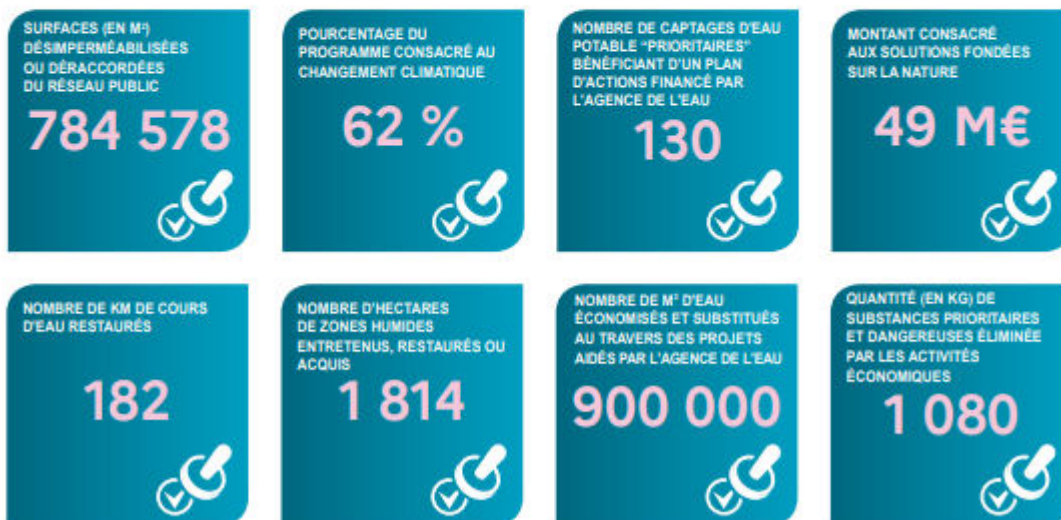 SURFACES (EN M²)
DÉSIMPERMÉABILISÉES
OU DÉRACCORDÉES
DU RÉSEAU PUBLIC
784 578
POURCENTAGE DU
PROGRAMME CONSACRÉ AU
CHANGEMENT CLIMATIQUE
62 %
NOMBRE DE CAPTAGES D'EAU
POTABLE “PRIORITAIRES”
BÉNÉFICIANT D'UN PLAN
D'ACTIONS FINANCÉ PAR
L'AGENCE DE L'EAU
130
MONTANT CONSACRÉ
AUX SOLUTIONS FONDÉES
SUR LA NATURE
49 M€
NOMBRE DE KM DE COURS
D'EAU RESTAURÉS
182
NOMBRE D'HECTARES
DE ZONES HUMIDES
ENTRETENUS, RESTAURÉS OU
ACQUIS
1 814
NOMBRE DE M³ D'EAU
ÉCONOMISÉS ET SUBSTITUÉS
AU TRAVERS DES PROJETS
AIDÉS PAR L'AGENCE DE L'EAU
900 000
QUANTITÉ (EN KG) DE
SUBSTANCES PRIORITAIRES
ET DANGEREUSES ÉLIMINÉE
PAR LES ACTIVITÉS
ÉCONOMIQUES
1 080